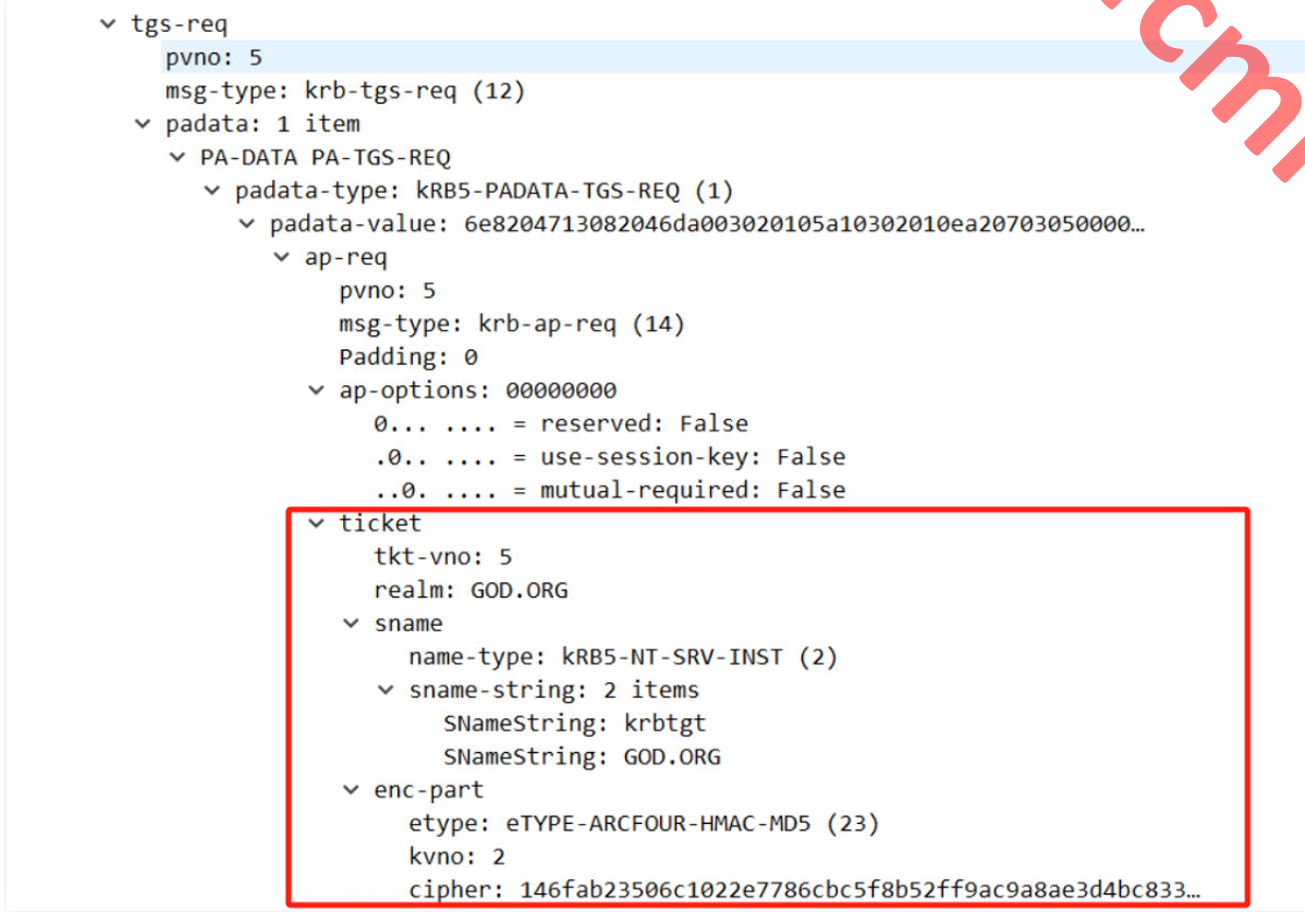 tgs-req
pvno: 5
msg-type: krb-tgs-req (12)
padata: 1 item
PA-DATA PA-TGS-REQ
padata-type: kRB5-PADATA-TGS-REQ (1)
padata-value: 6e8204713082046da003020105a10302010ea20703050000…
ap-req
pvno: 5
msg-type: krb-ap-req (14)
Padding: 0
ap-options: 00000000
0... .... = reserved: False
.0.. .... = use-session-key: False
..0. .... = mutual-required: False
ticket
tkt-vno: 5
realm: GOD.ORG
sname
name-type: kRB5-NT-SRV-INST (2)
sname-string: 2 items
SNameString: krbtgt
SNameString: GOD.ORG
enc-part
etype: eTYPE-ARCFOUR-HMAC-MD5 (23)
kvno: 2
cipher: 146fab23506c1022e7786cbc5f8b52ff9ac9a8ae3d4bc833…